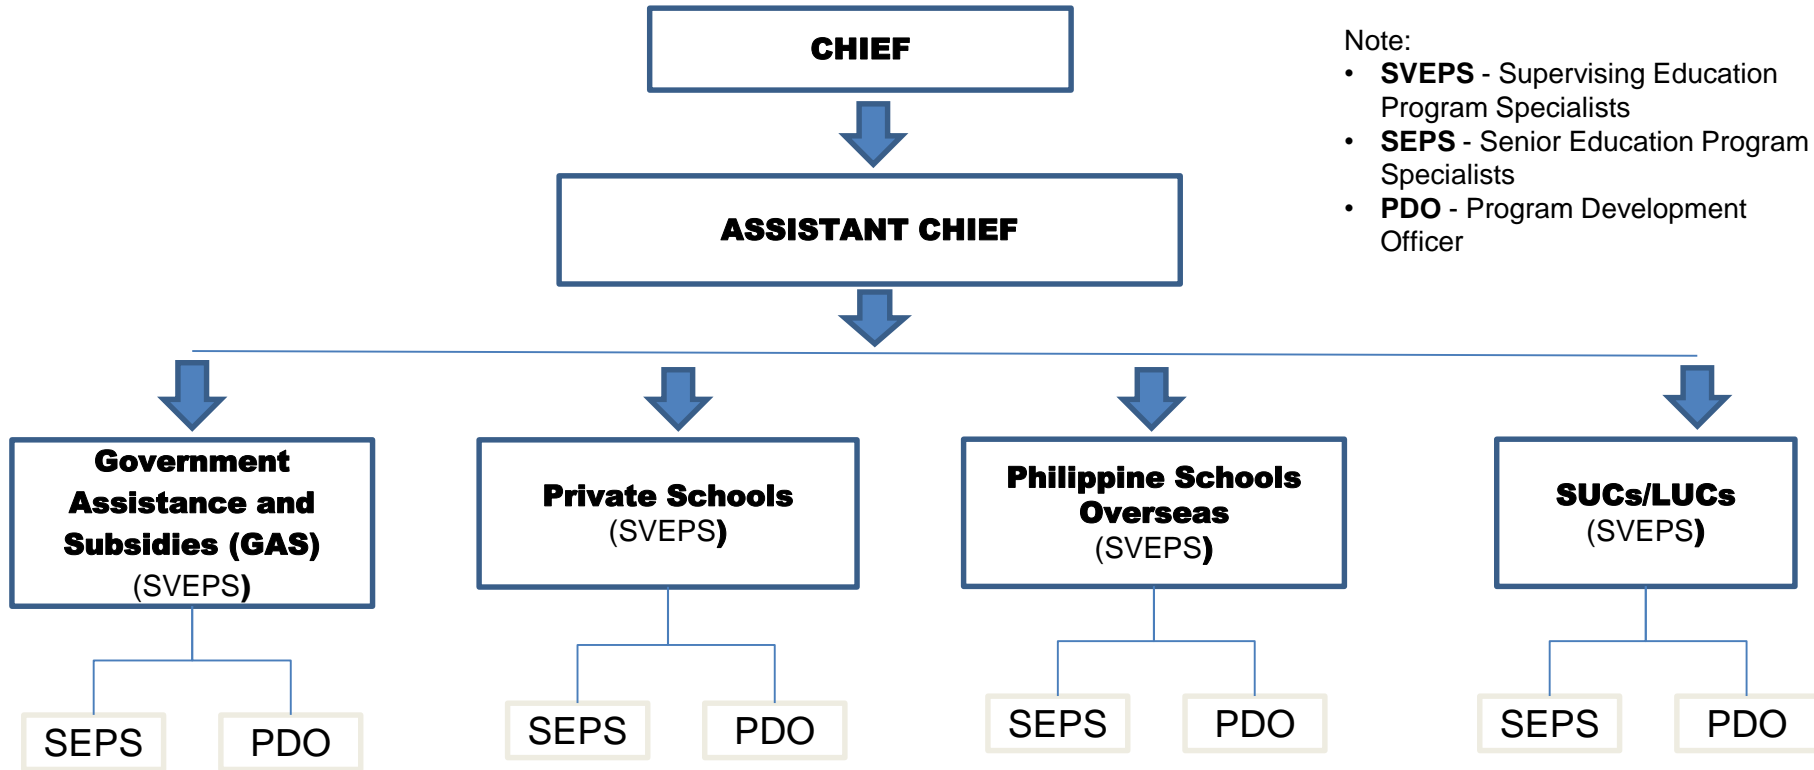 CHIEF
Note:
• SVEPS - Supervising Education
Program Specialists
• SEPS - Senior Education Program
Specialists
• PDO - Program Development
Officer
ASSISTANT CHIEF
Government
Assistance and
Subsidies (GAS)
(SVEPS)
Private Schools
(SVEPS)
Philippine Schools
Overseas
(SVEPS)
SUCs/LUCs
(SVEPS)
SEPS
PDO
SEPS
PDO
SEPS
PDO
SEPS
PDO